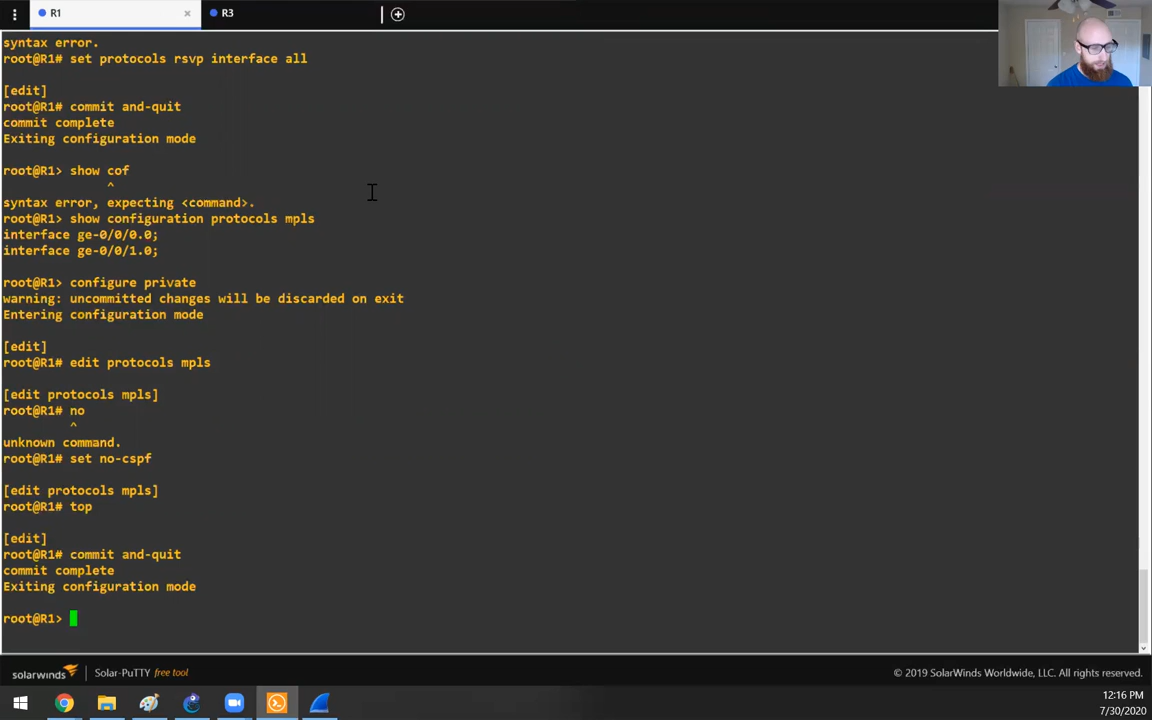 R1
R3
syntax error.
root@R1# set protocols rsvp interface all
[edit]
root@R1# commit and-quit
commit complete
Exiting configuration mode
root@R1> show cof
^
syntax error, expecting <command>.
root@R1> show configuration protocols mpls
interface ge-0/0/0.0;
interface ge-0/0/1.0;
root@R1> configure private
warning: uncommitted changes will be discarded on exit
Entering configuration mode
[edit]
root@R1# edit protocols mpls
[edit protocols mpls]
root@R1# no
^
unknown command.
root@R1# set no-cspf
[edit protocols mpls]
root@R1# top
[edit]
root@R1# commit and-quit
commit complete
Exiting configuration mode
root@R1>
solarwinds
Solar-PuTTY free tool
© 2019 SolarWinds Worldwide, LLC. All rights reserved.
12:16 PM
7/30/2020